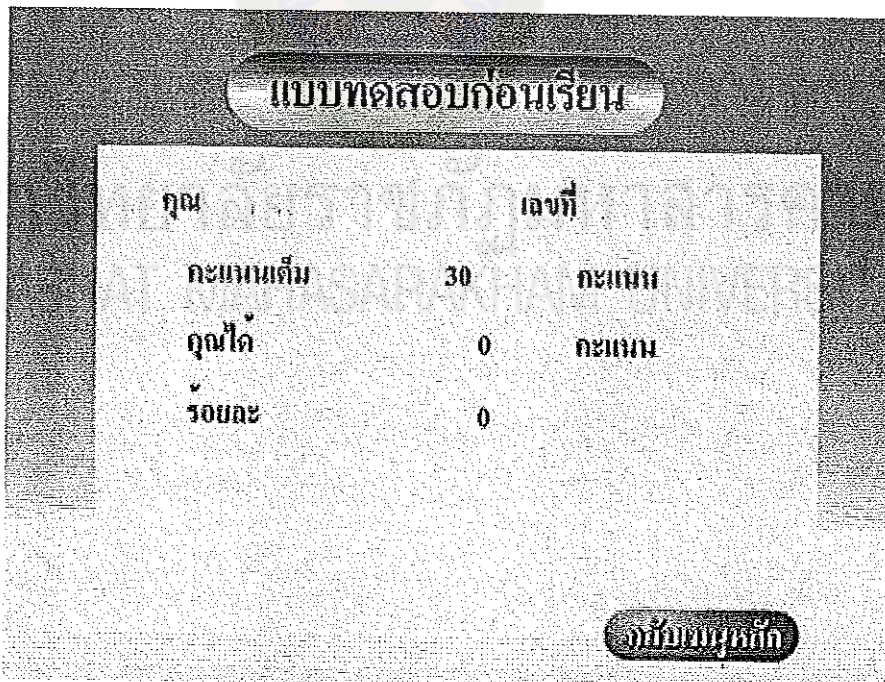 แบบทดสอบก่อนเรียน
คุณ เลขที่
คะแนนเต็ม 30 คะแนน
คุณได้ 0 คะแนน
ร้อยละ 0
กลับเมนูหลัก